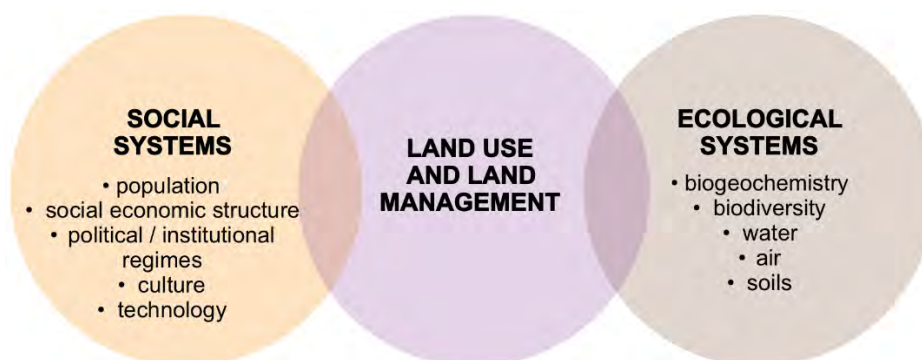 SOCIAL
SYSTEMS
• population
• social economic structure
• political / institutional
regimes
• culture
• technology
LAND USE
AND LAND
MANAGEMENT
ECOLOGICAL
SYSTEMS
• biogeochemistry
• biodiversity
• water
• air
• soils